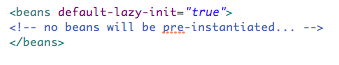 <beans default-lazy-init="true">
<!-- no beans will be pre-instantiated... -->
</beans>